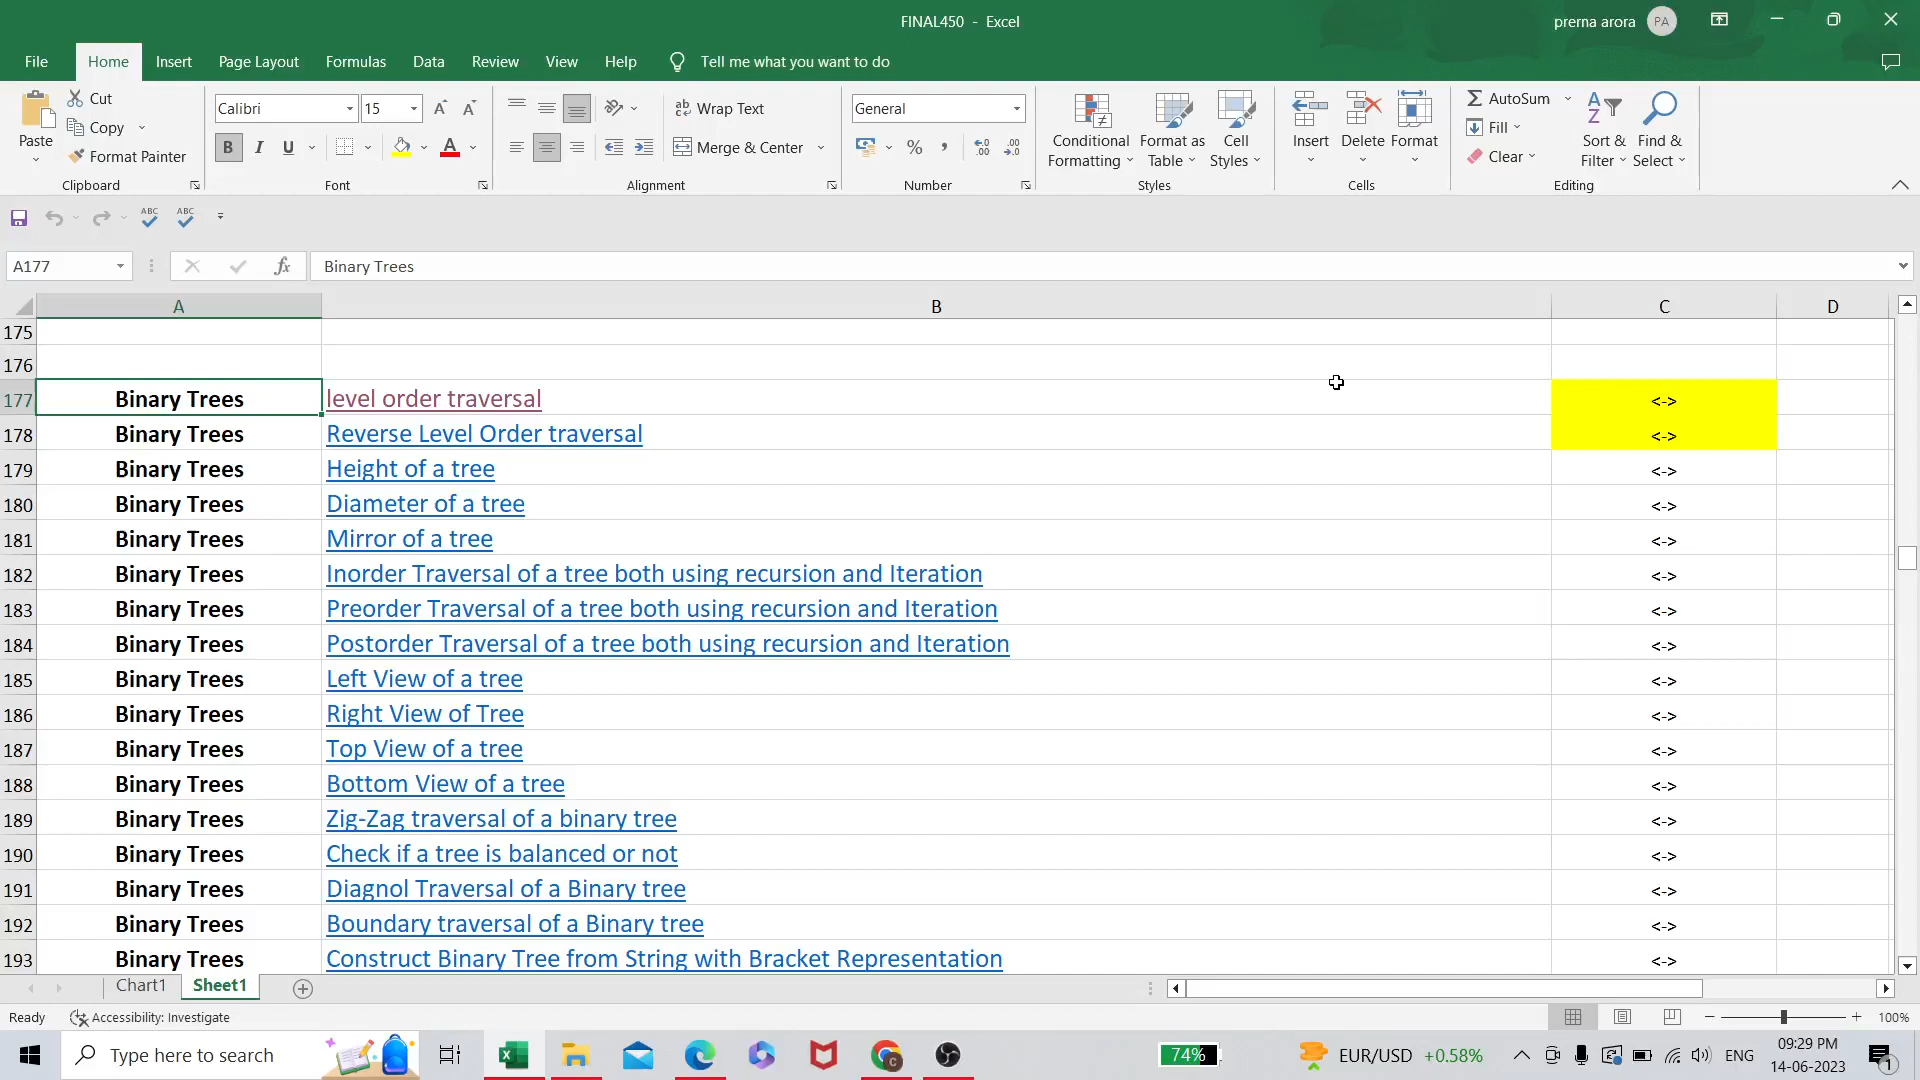 FINAL450 - Excel
prerna arora PA
File Home Insert Page Layout Formulas Data Review View Help Tell me what you want to do
Paste
Cut
Copy
Format Painter
Clipboard
Calibri 15 A A
B I U A
Font
ab Wrap Text
Merge & Center
Alignment
General
% , .00 .00
Number
Conditional Formatting
Format as Table
Cell Styles
Styles
Insert Delete Format
Cells
AutoSum
Fill
Clear
Sort & Filter
Find & Select
Editing
ABC ABC
A177 fx Binary Trees
A B C D
175
176
177 Binary Trees level order traversal <->
178 Binary Trees Reverse Level Order traversal <->
179 Binary Trees Height of a tree <->
180 Binary Trees Diameter of a tree <->
181 Binary Trees Mirror of a tree <->
182 Binary Trees Inorder Traversal of a tree both using recursion and Iteration <->
183 Binary Trees Preorder Traversal of a tree both using recursion and Iteration <->
184 Binary Trees Postorder Traversal of a tree both using recursion and Iteration <->
185 Binary Trees Left View of a tree <->
186 Binary Trees Right View of Tree <->
187 Binary Trees Top View of a tree <->
188 Binary Trees Bottom View of a tree <->
189 Binary Trees Zig-Zag traversal of a binary tree <->
190 Binary Trees Check if a tree is balanced or not <->
191 Binary Trees Diagnol Traversal of a Binary tree <->
192 Binary Trees Boundary traversal of a Binary tree <->
193 Binary Trees Construct Binary Tree from String with Bracket Representation <->
Chart1 Sheet1
Ready Accessibility: Investigate 100%
Type here to search
74%
EUR/USD +0.58%
ENG
09:29 PM
14-06-2023
1